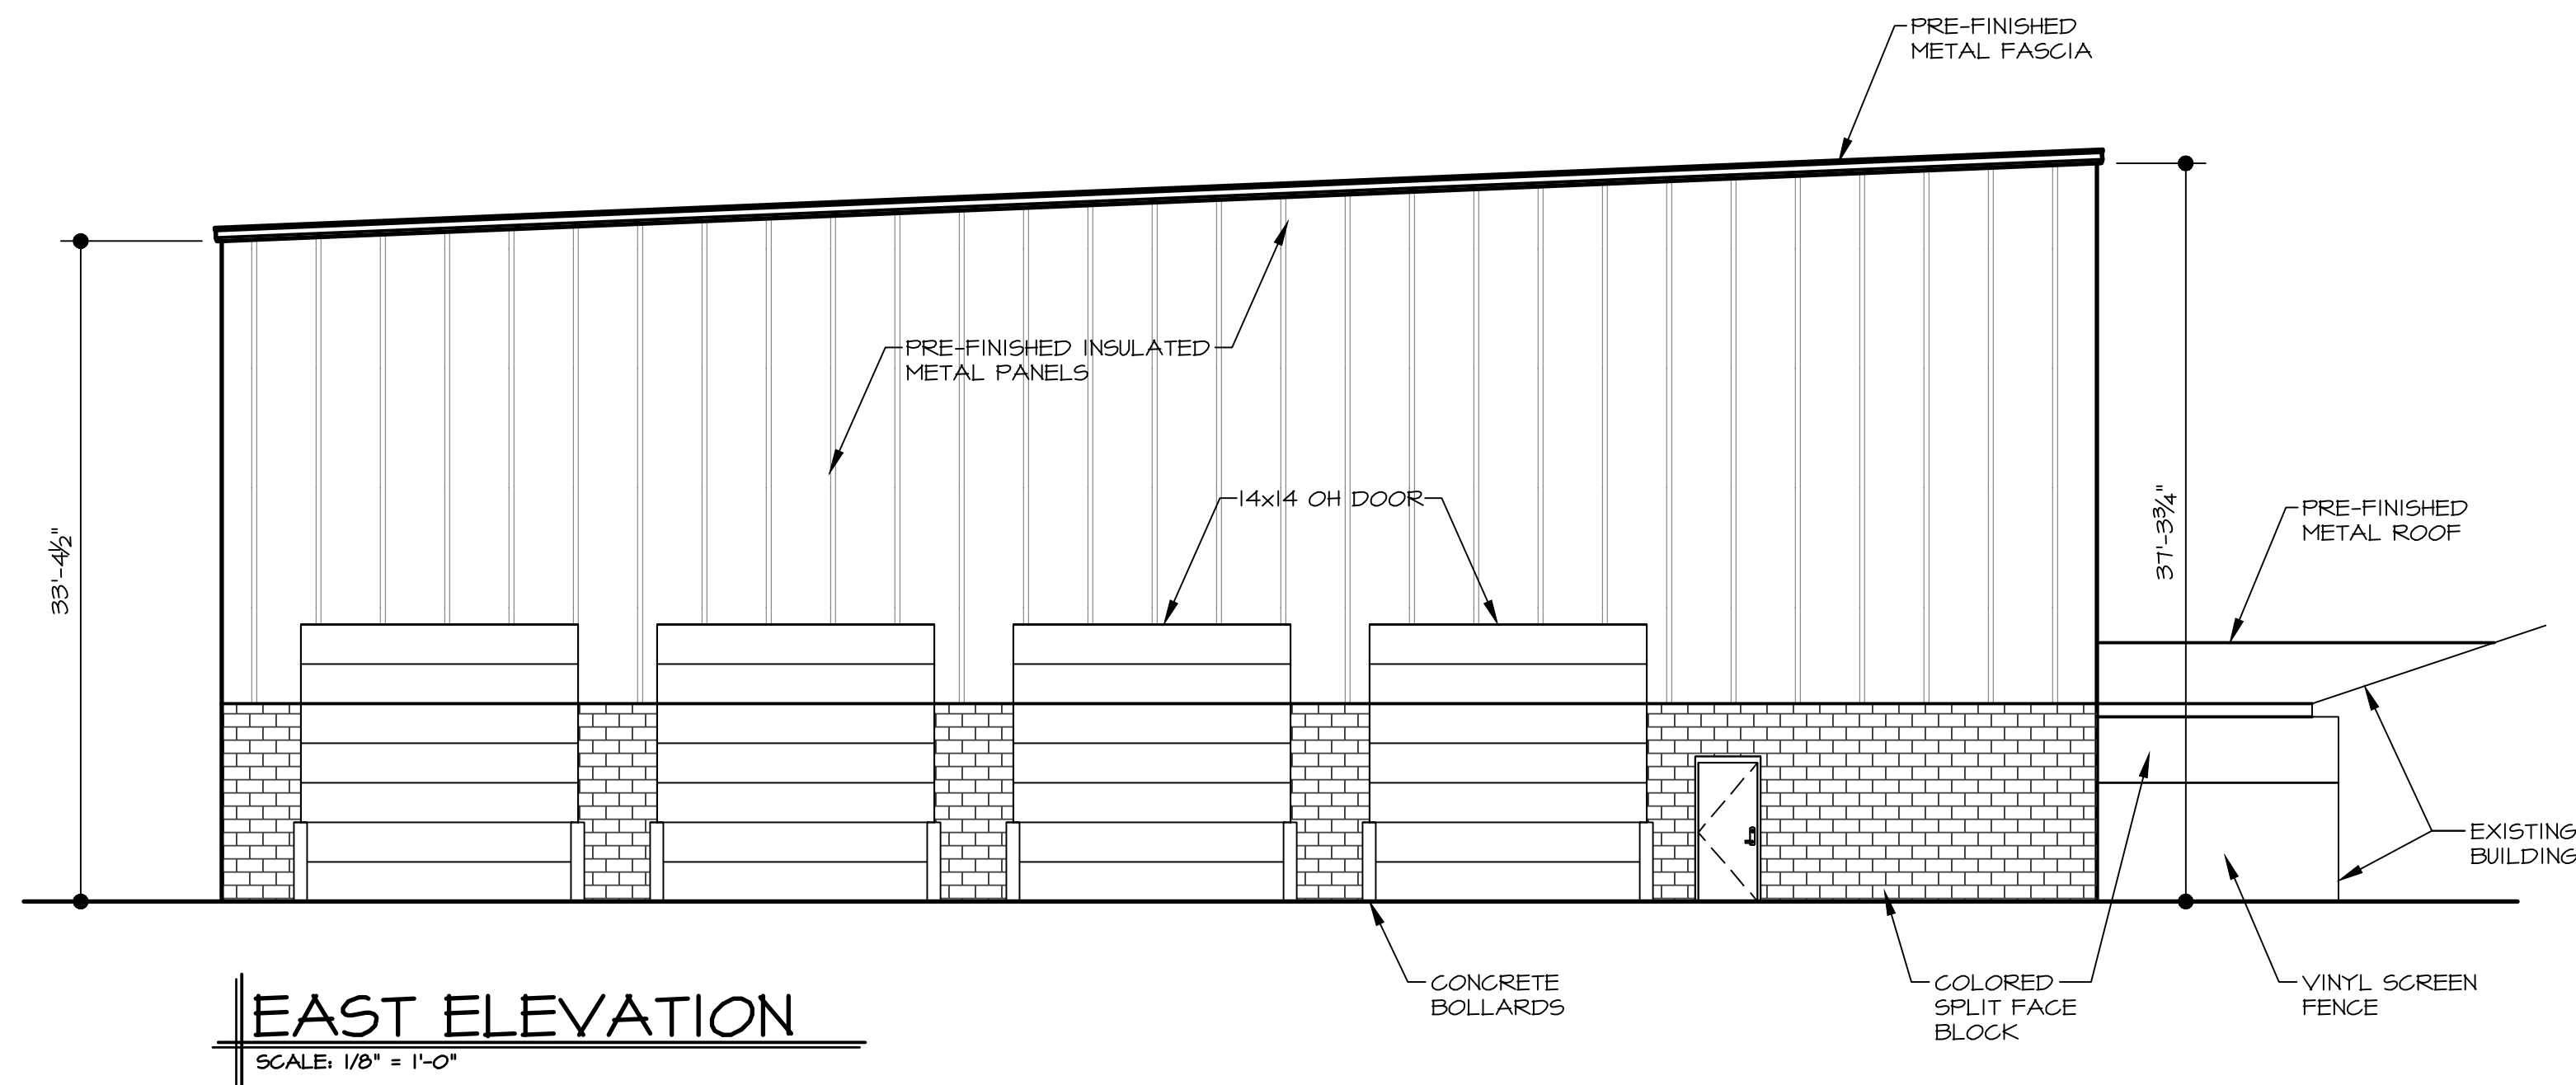 PRE-FINISHED
METAL FASCIA
PRE-FINISHED INSULATED
METAL PANELS
14x14 OH DOOR
33'-4½"
37'-3¾"
PRE-FINISHED
METAL ROOF
EXISTING
BUILDING
CONCRETE
BOLLARDS
COLORED
SPLIT FACE
BLOCK
VINYL SCREEN
FENCE
EAST ELEVATION
SCALE: 1/8" = 1'-0"